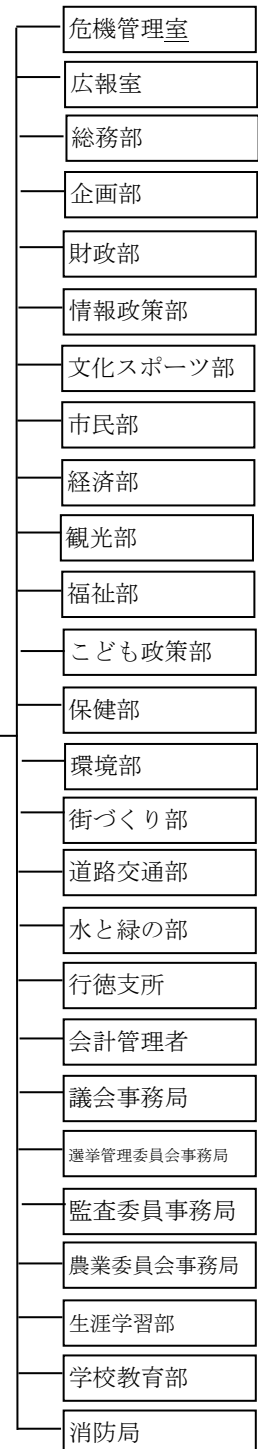 危機管理室
広報室
総務部
企画部
財政部
情報政策部
文化スポーツ部
市民部
経済部
観光部
福祉部
こども政策部
保健部
環境部
街づくり部
道路交通部
水と緑の部
行徳支所
会計管理者
議会事務局
選挙管理委員会事務局
監査委員事務局
農業委員会事務局
生涯学習部
学校教育部
消防局